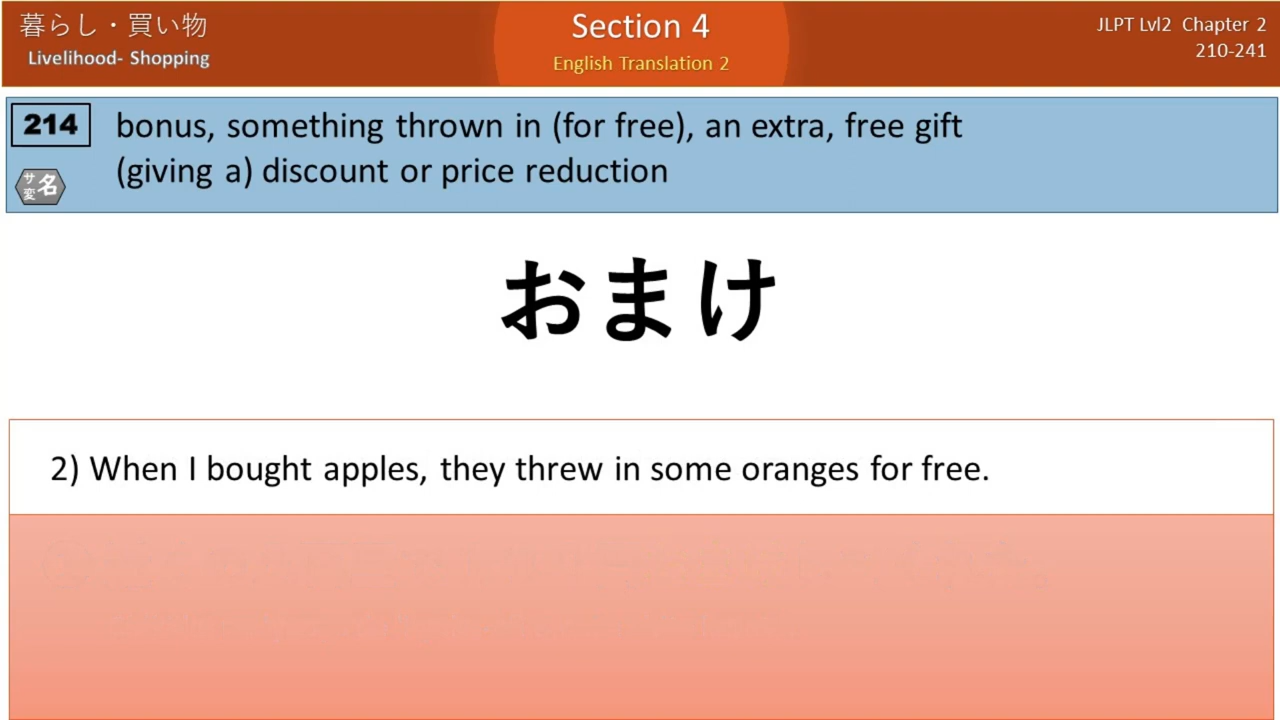 暮らし・買い物
Livelihood- Shopping
Section 4
English Translation 2
JLPT Lvl2 Chapter 2
210-241
214
bonus, something thrown in (for free), an extra, free gift
(giving a) discount or price reduction
サ変 名
おまけ
2) When I bought apples, they threw in some oranges for free.